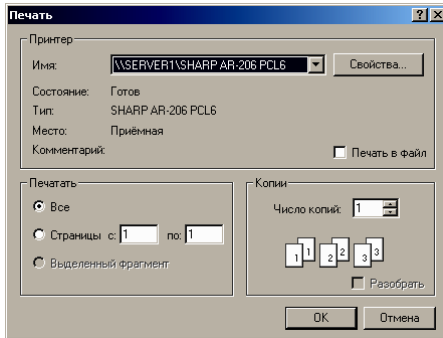 Печать
Принтер
Имя: \\SERVER1\SHARP AR-206 PCL6 Свойства...
Состояние: Готов
Тип: SHARP AR-206 PCL6
Место: Приёмная
Комментарий: Печать в файл
Печатать
Все
Страницы с: 1 по: 1
Выделенный фрагмент
Копии
Число копий: 1
1 1 2 2 3 3
Разобрать
OK Отмена